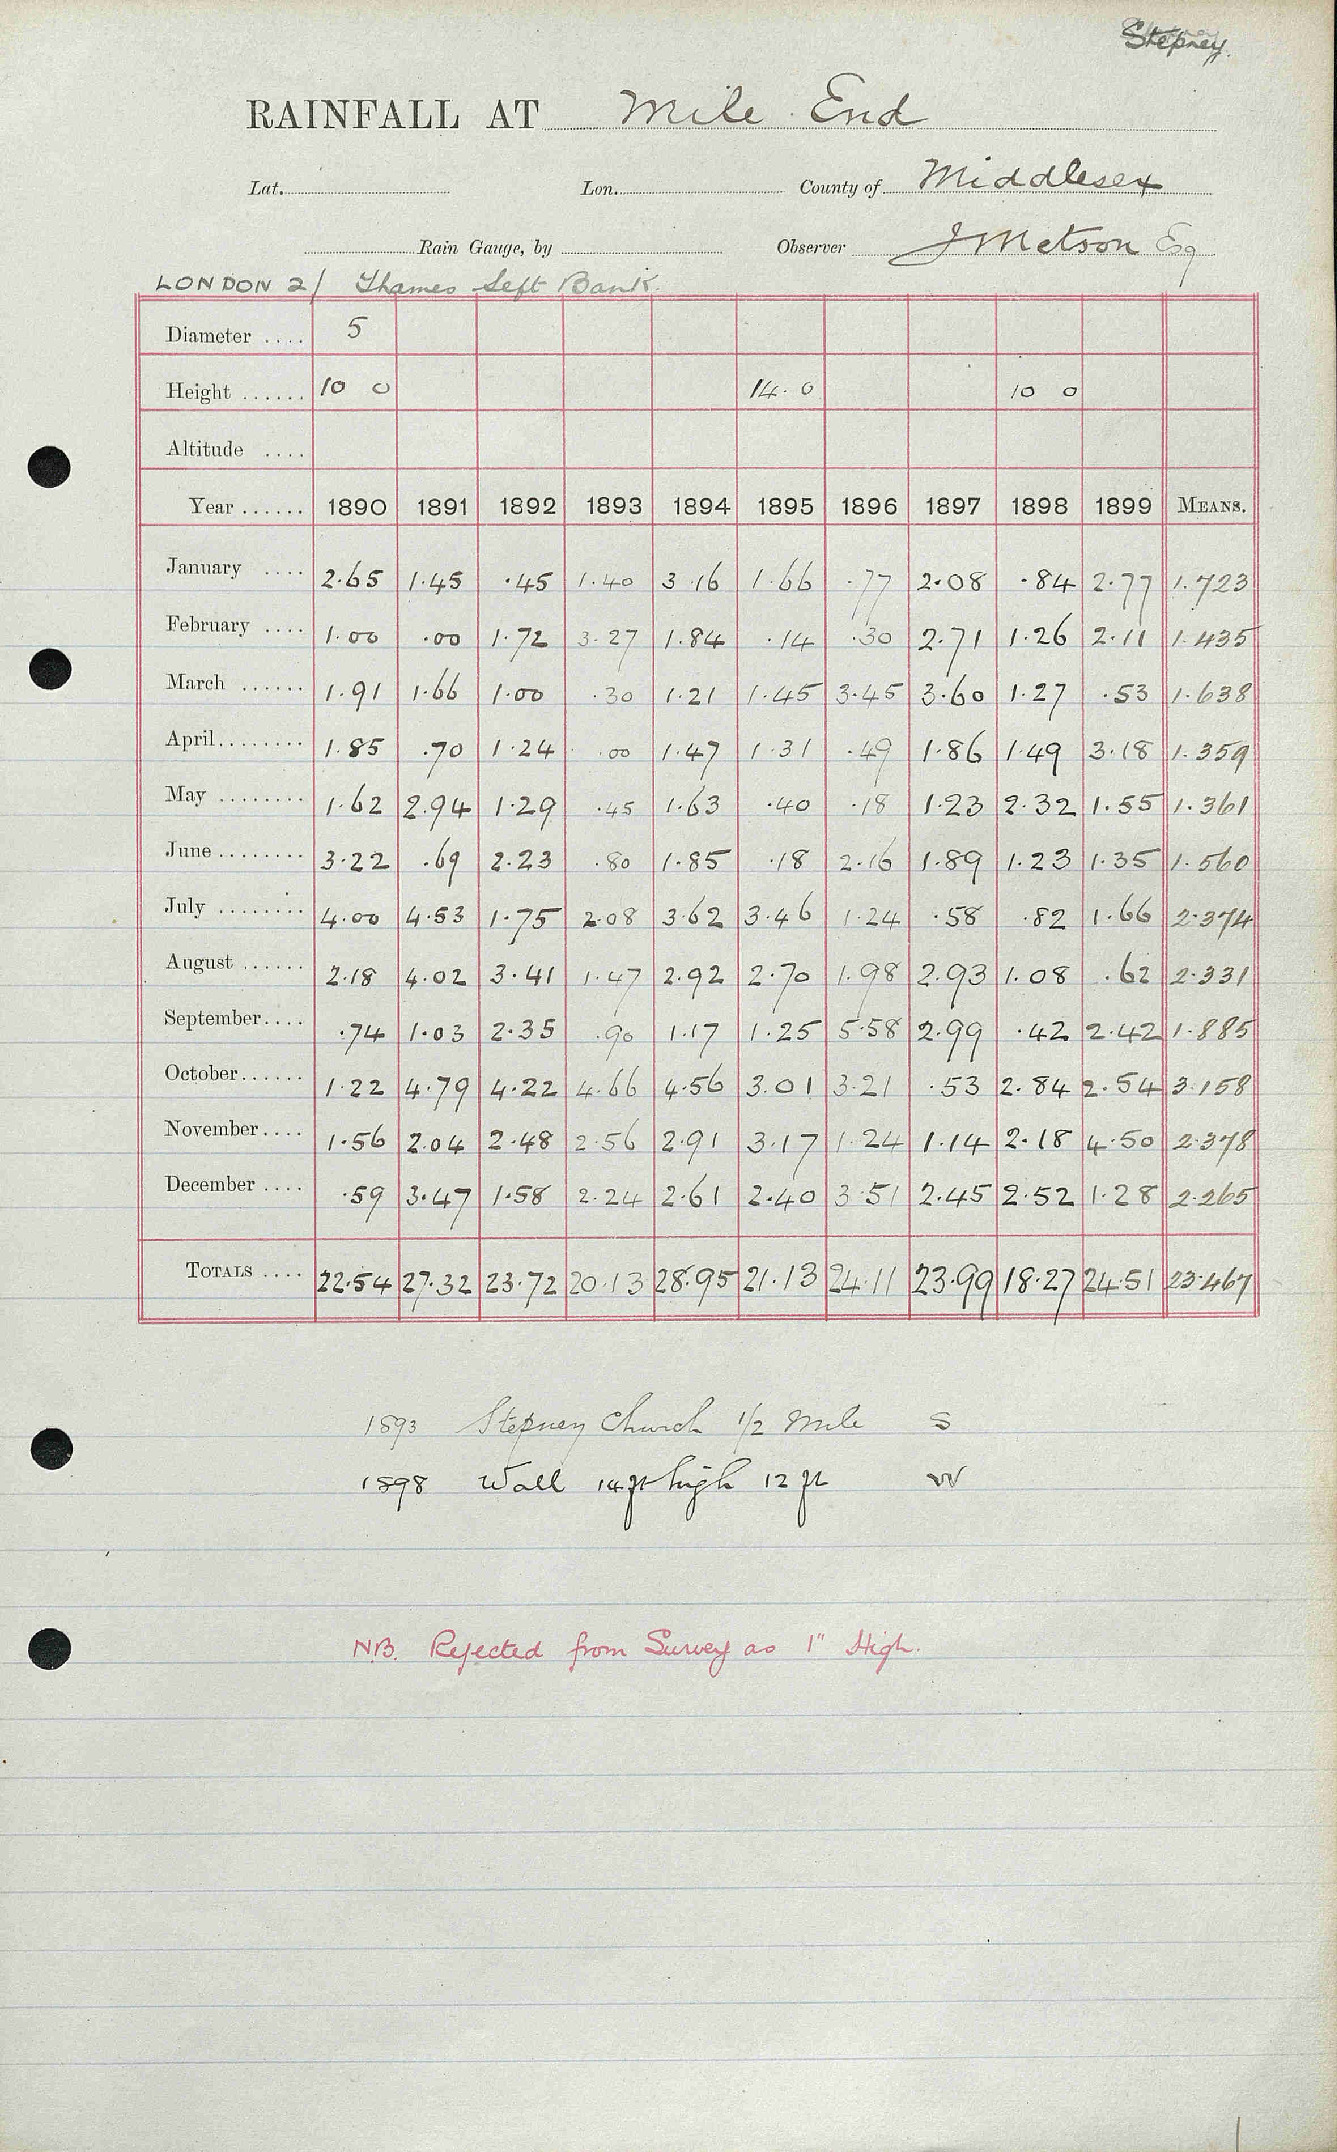 Stepney.
RAINFALL AT Mile End
Lat. Lon. County of Middlesex
Rain Gauge, by Observer J Metson Esq
LONDON 2/ Thames Left Bank.
Diameter .... 5
Height ...... 10 0 14.0 10 0
Altitude ....
Year ...... 1890 1891 1892 1893 1894 1895 1896 1897 1898 1899 MEANS.
January .... 2.65 1.45 .45 1.40 3.16 1.66 .77 2.08 .84 2.77 1.723
February .... 1.00 .00 1.72 3.27 1.84 .14 .30 2.71 1.26 2.11 1.435
March ...... 1.91 1.66 1.00 .30 1.21 1.45 3.45 3.60 1.27 .53 1.638
April........ 1.85 .70 1.24 .00 1.47 1.31 .49 1.86 1.49 3.18 1.359
May ........ 1.62 2.94 1.29 .45 1.63 .40 .18 1.23 2.32 1.55 1.361
June ........ 3.22 .69 2.23 .80 1.85 .18 2.16 1.89 1.23 1.35 1.560
July ........ 4.00 4.53 1.75 2.08 3.62 3.46 1.24 .58 .82 1.66 2.374
August ...... 2.18 4.02 3.41 1.47 2.92 2.70 1.98 2.93 1.08 .62 2.331
September.... .74 1.03 2.35 .90 1.17 1.25 5.58 2.99 .42 2.42 1.885
October...... 1.22 4.79 4.22 4.66 4.56 3.01 3.21 .53 2.84 2.54 3.158
November.... 1.56 2.04 2.48 2.56 2.91 3.17 1.24 1.14 2.18 4.50 2.378
December .... .59 3.47 1.58 2.24 2.61 2.40 3.51 2.45 2.52 1.28 2.265
TOTALS .... 22.54 27.32 23.72 20.13 28.95 21.13 24.11 23.99 18.27 24.51 23.467
1893 Stepney Church 1/2 Mile S
1898 Wall 14 ft high 12 ft W
N.B. Rejected from Survey as 1" High.